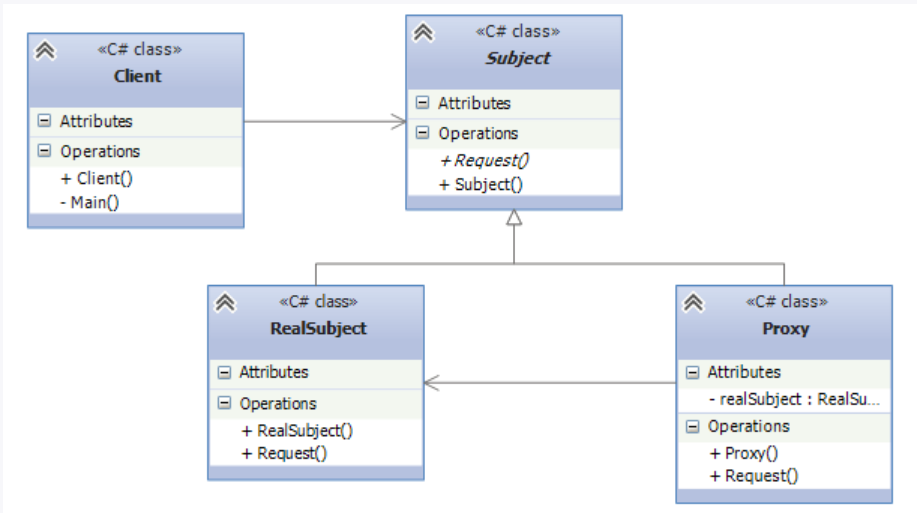 «C# class»
Client
Attributes
Operations
+ Client()
- Main()
«C# class»
Subject
Attributes
Operations
+ Request()
+ Subject()
«C# class»
RealSubject
Attributes
Operations
+ RealSubject()
+ Request()
«C# class»
Proxy
Attributes
- realSubject : RealSu...
Operations
+ Proxy()
+ Request()